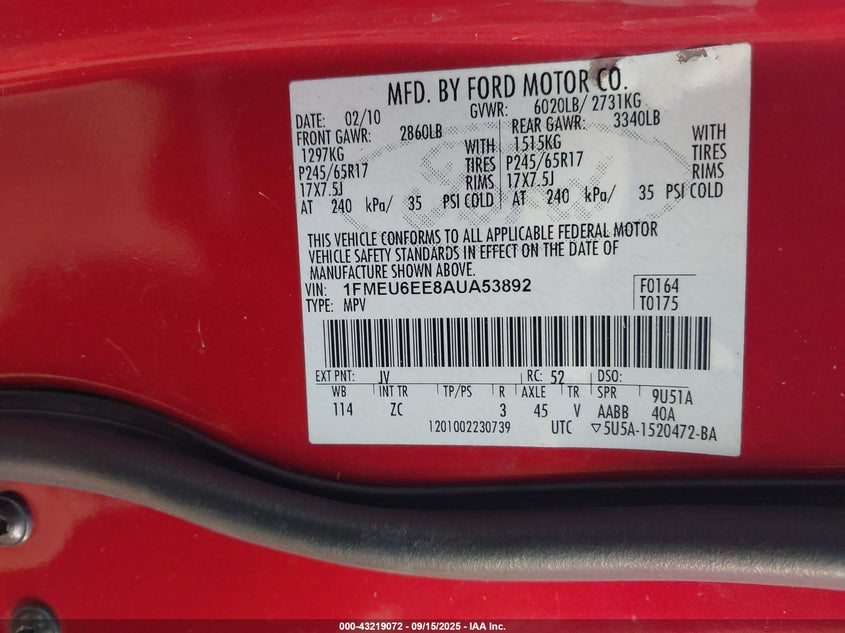 MFD. BY FORD MOTOR CO.
DATE: 02/10 GVWR: 6020LB/ 2731KG
FRONT GAWR: 2860LB REAR GAWR: 3340LB
1297KG WITH 1515KG WITH
P245/65R17 TIRES P245/65R17 TIRES
17X7.5J RIMS 17X7.5J RIMS
AT 240 kPa/ 35 PSI COLD AT 240 kPa/ 35 PSI COLD
THIS VEHICLE CONFORMS TO ALL APPLICABLE FEDERAL MOTOR
VEHICLE SAFETY STANDARDS IN EFFECT ON THE DATE OF
MANUFACTURE SHOWN ABOVE.
VIN: 1FMEU6EE8AUA53892 F0164
TYPE: MPV T0175
EXT PNT: JV RC: 52 DSO:
WB INT TR TP/PS R AXLE TR SPR 9U51A
114 ZC 3 45 V AABB 40A
1201002230739 UTC ▽5U5A-1520472-BA
000-43219072 - 09/15/2025 - IAA Inc.